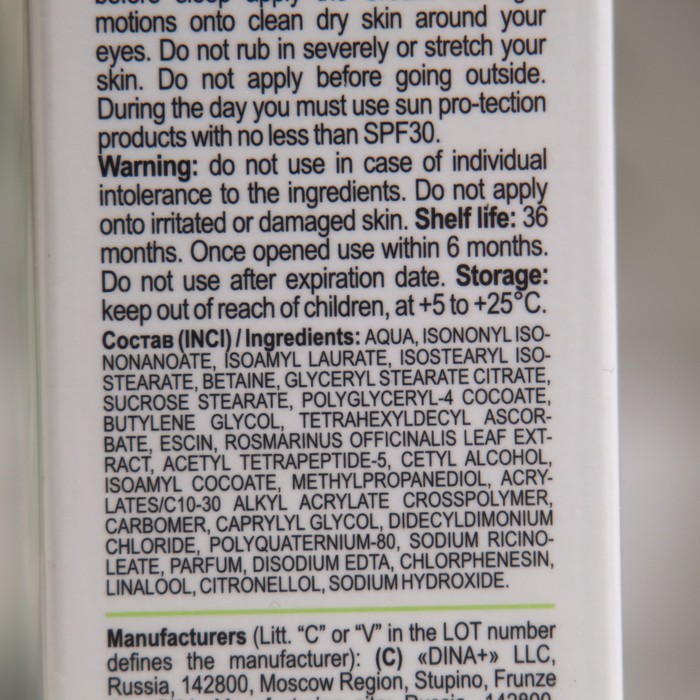 before sleep apply the
motions onto clean dry skin around your
eyes. Do not rub in severely or stretch your
skin. Do not apply before going outside.
During the day you must use sun pro-tection
products with no less than SPF30.
Warning: do not use in case of individual
intolerance to the ingredients. Do not apply
onto irritated or damaged skin. Shelf life: 36
months. Once opened use within 6 months.
Do not use after expiration date. Storage:
keep out of reach of children, at +5 to +25°C.
Состав (INCI) / Ingredients: AQUA, ISONONYL ISO-
NONANOATE, ISOAMYL LAURATE, ISOSTEARYL ISO-
STEARATE, BETAINE, GLYCERYL STEARATE CITRATE,
SUCROSE STEARATE, POLYGLYCERYL-4 COCOATE,
BUTYLENE GLYCOL, TETRAHEXYLDECYL ASCOR-
BATE, ESCIN, ROSMARINUS OFFICINALIS LEAF EXT-
RACT, ACETYL TETRAPEPTIDE-5, CETYL ALCOHOL,
ISOAMYL COCOATE, METHYLPROPANEDIOL, ACRY-
LATES/C10-30 ALKYL ACRYLATE CROSSPOLYMER,
CARBOMER, CAPRYLYL GLYCOL, DIDECYLDIMONIUM
CHLORIDE, POLYQUATERNIUM-80, SODIUM RICINO-
LEATE, PARFUM, DISODIUM EDTA, CHLORPHENESIN,
LINALOOL, CITRONELLOL, SODIUM HYDROXIDE.
Manufacturers (Litt. “C” or “V” in the LOT number
defines the manufacturer): (C) «DINA+» LLC,
Russia, 142800, Moscow Region, Stupino, Frunze